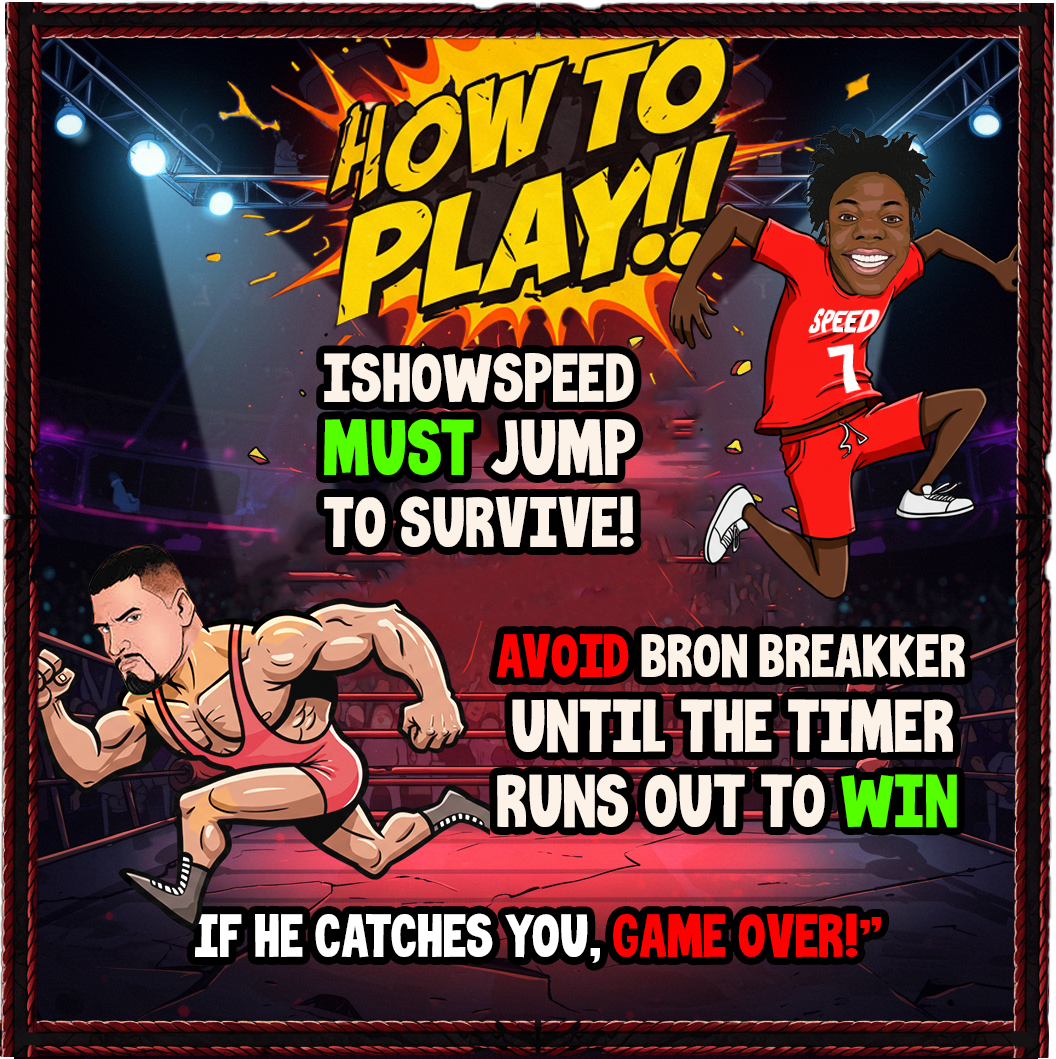 HOW TO
PLAY!!
SPEED
7
ISHOWSPEED
MUST JUMP
TO SURVIVE!
AVOID BRON BREAKKER
UNTIL THE TIMER
RUNS OUT TO WIN
IF HE CATCHES YOU, GAME OVER!”